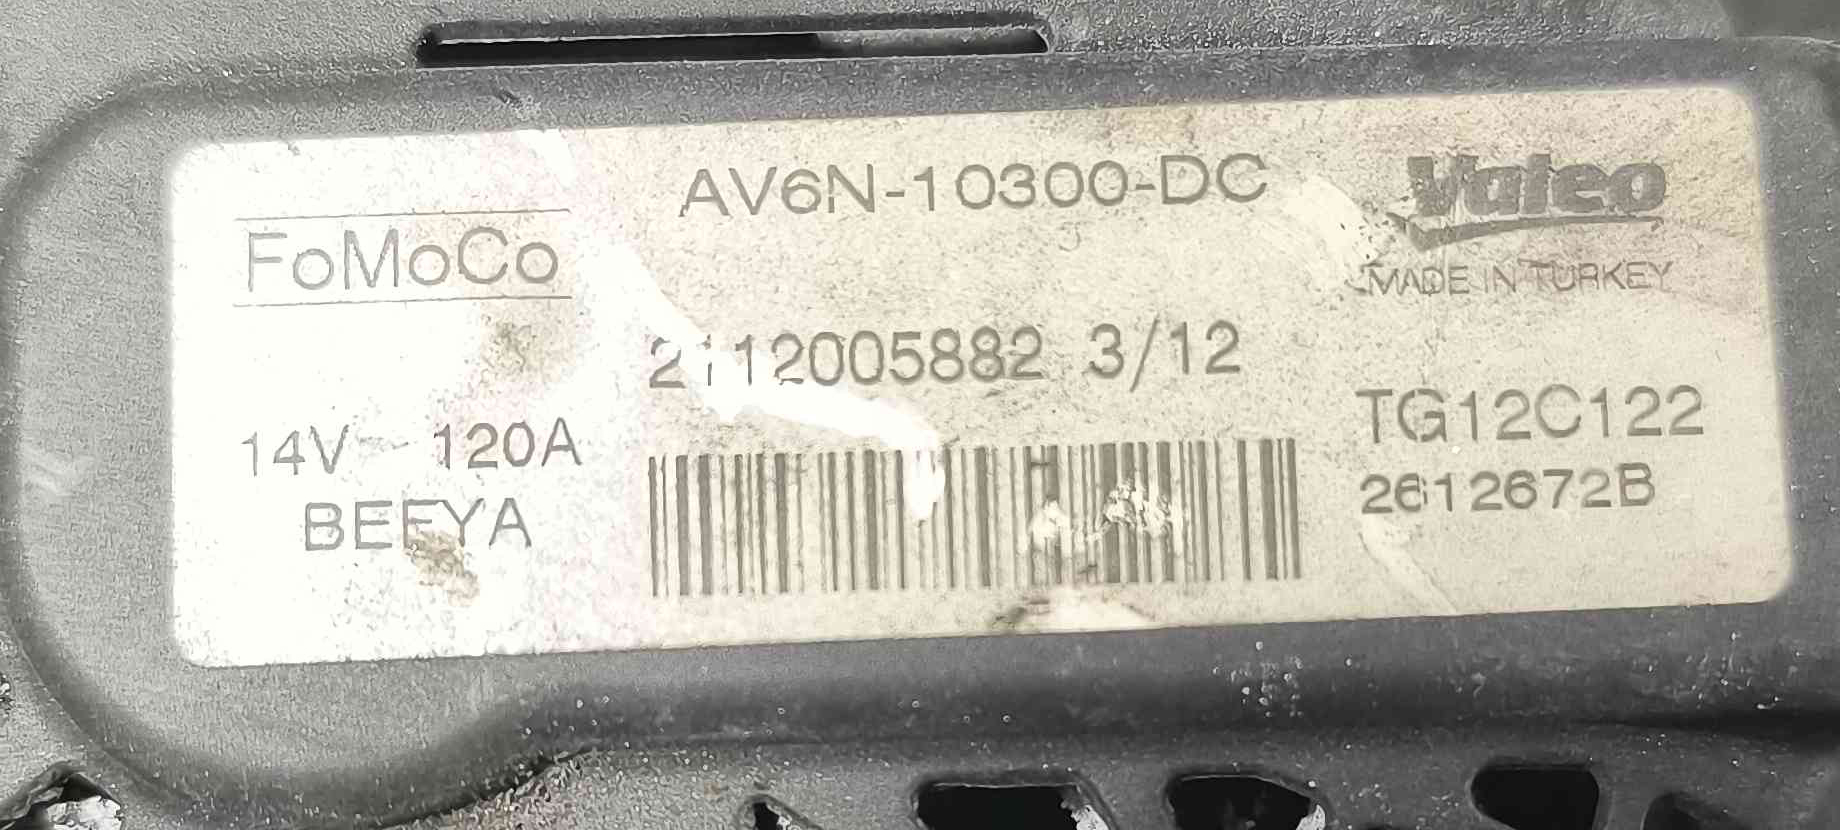 AV6N-10300-DC
Valeo
FoMoCo
MADE IN TURKEY
2112005882 3/12
14V 120A
TG12C122
BEEYA
2612672B